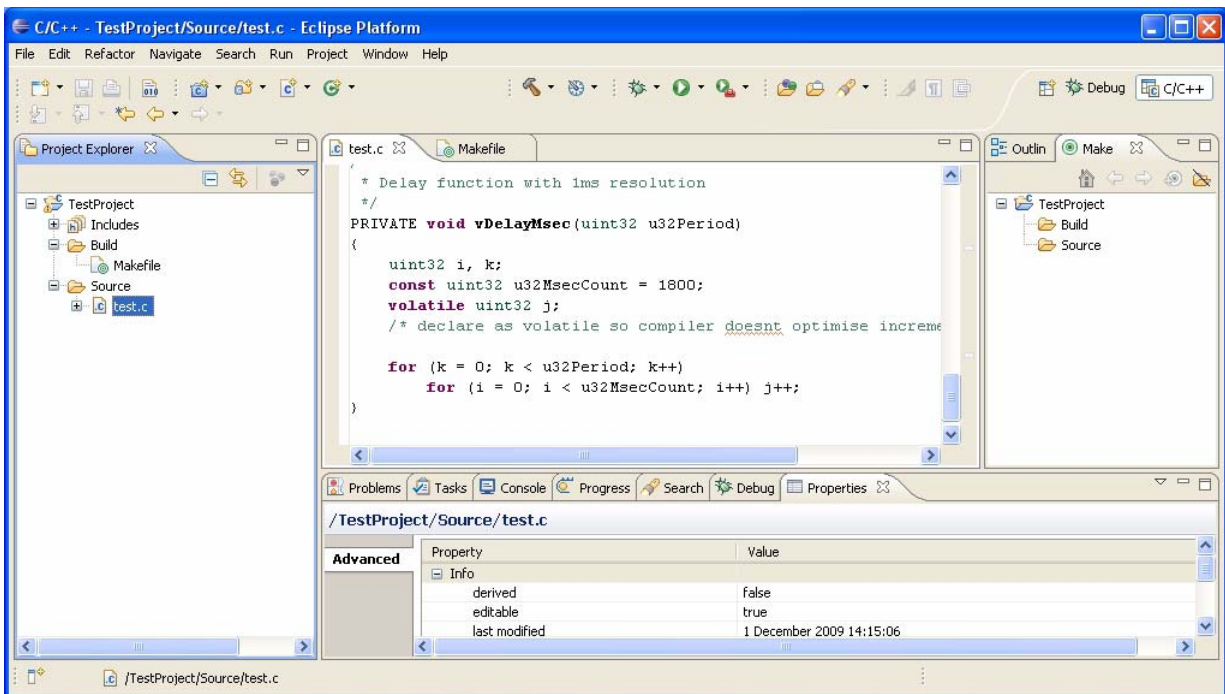 C/C++ - TestProject/Source/test.c - Eclipse Platform
File Edit Refactor Navigate Search Run Project Window Help
Debug C/C++
Project Explorer
TestProject
Includes
Build
Makefile
Source
test.c
test.c Makefile
* Delay function with 1ms resolution
*/
PRIVATE void vDelayMsec(uint32 u32Period)
{
uint32 i, k;
const uint32 u32MsecCount = 1800;
volatile uint32 j;
/* declare as volatile so compiler doesnt optimise increme
for (k = 0; k < u32Period; k++)
for (i = 0; i < u32MsecCount; i++) j++;
}
Outlin Make
TestProject
Build
Source
Problems Tasks Console Progress Search Debug Properties
/TestProject/Source/test.c
Advanced
Property Value
Info
derived false
editable true
last modified 1 December 2009 14:15:06
/TestProject/Source/test.c